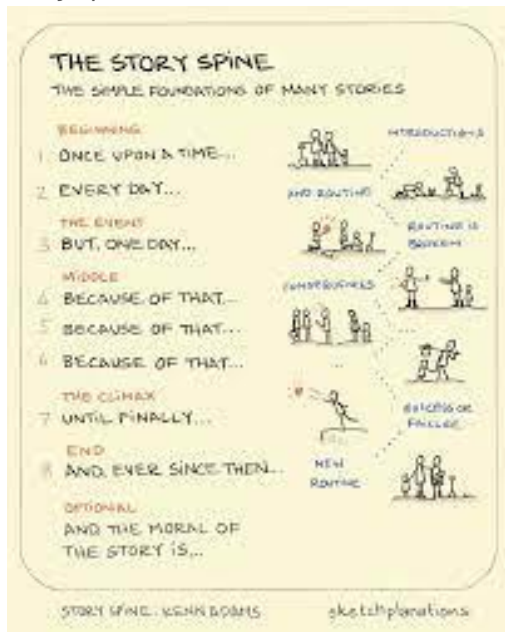 THE STORY SPINE
THE SIMPLE FOUNDATIONS OF MANY STORIES
BEGINNING
1 ONCE UPON A TIME...
INTRODUCTIONS
2 EVERY DAY...
AND ROUTINE
THE EVENT
3 BUT, ONE DAY...
ROUTINE IS
BROKEN
MIDDLE
CONSEQUENCES
4 BECAUSE OF THAT...
5 BECAUSE OF THAT...
...
6 BECAUSE OF THAT...
...
THE CLIMAX
7 UNTIL FINALLY...
SUCCESS OR
FAILURE
END
8 AND, EVER SINCE THEN...
NEW
ROUTINE
OPTIONAL
AND THE MORAL OF
THE STORY IS...
STORY SPINE: KENN ADAMS
sketchplanations